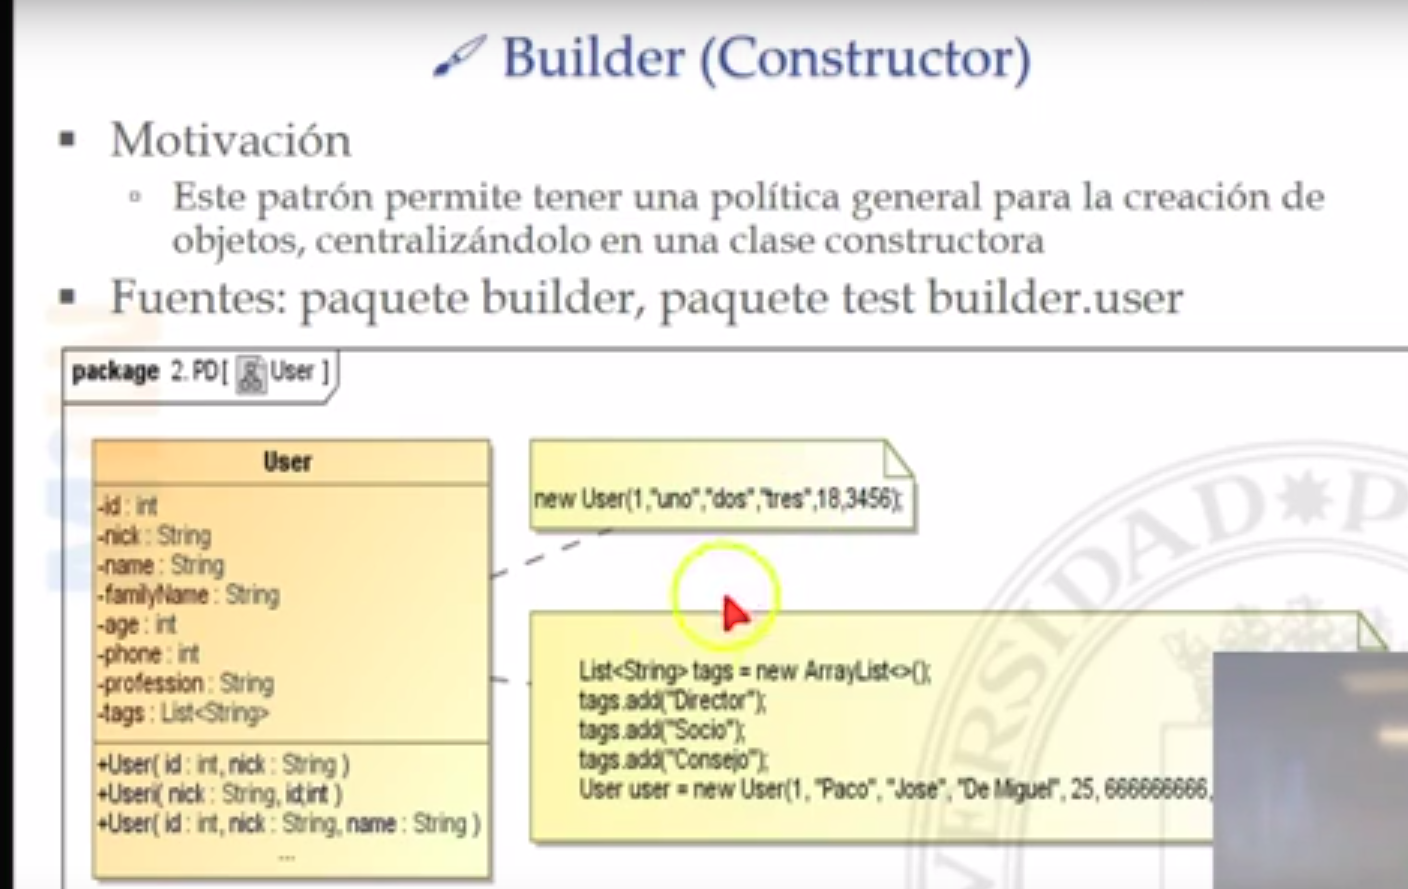 Builder (Constructor)
Motivación
Este patrón permite tener una política general para la creación de
objetos, centralizándolo en una clase constructora
Fuentes: paquete builder, paquete test builder.user
package 2. PD[ User ]
User
-id : int
-nick : String
-name : String
-familyName : String
-age : int
-phone : int
-profession : String
-tags : List<String>
+User( id : int, nick : String )
+Useri( nick : String, id;int )
+User( id : int, nick : String, name : String )
...
new User(1,"uno","dos","tres",18,3456);
List<String> tags = new ArrayList<>();
tags.add("Director");
tags.add("Socio");
tags.add("Consejo");
User user = new User(1, "Paco", "Jose", "De Miguel", 25, 666666666,
VERSIDAD P